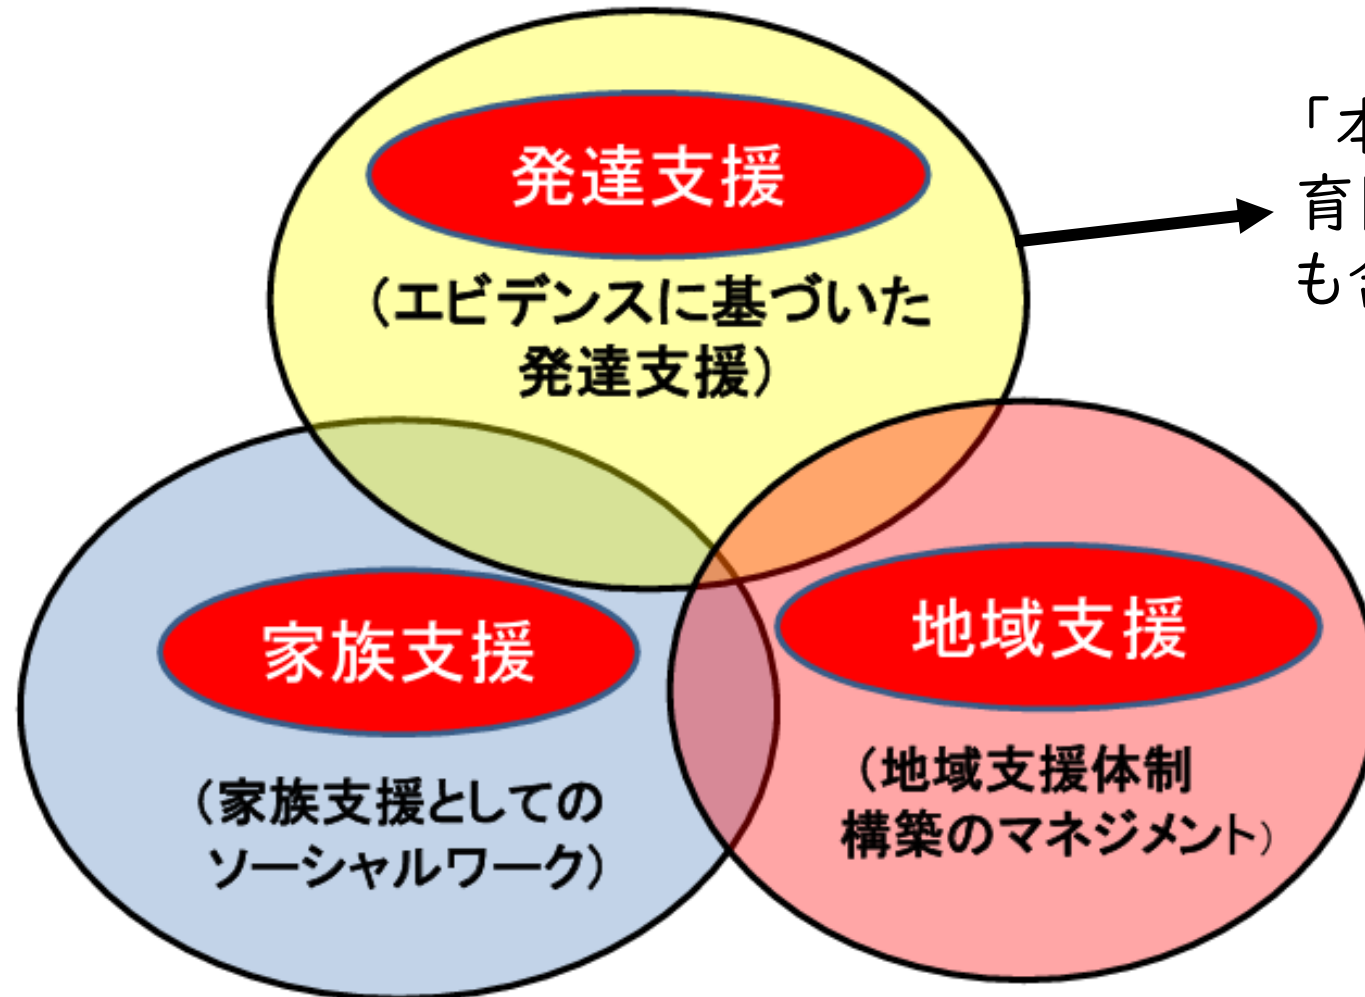 発達支援
（エビデンスに基づいた
発達支援）
「本
育
も
家族支援
（家族支援としての
ソーシャルワーク）
地域支援
（地域支援体制
構築のマネジメント）